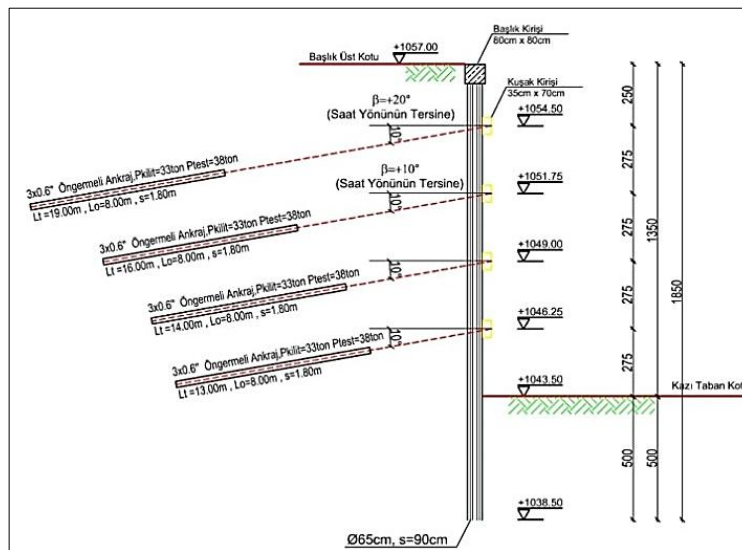 Başlık Üst Kotu
+1057.00
Başlık Kirişi
80cm x 80cm
Kuşak Kirişi
35cm x 70cm
+1054.50
β=+20°
(Saat Yönünün Tersine)
10°
3x0.6" Öngermeli Ankraj,Pkilit=33ton Ptest=38ton
Lt =19.00m , Lo=8.00m , s=1.80m
+1051.75
β=+10°
(Saat Yönünün Tersine)
10°
3x0.6" Öngermeli Ankraj,Pkilit=33ton Ptest=38ton
Lt =16.00m , Lo=8.00m , s=1.80m
+1049.00
10°
3x0.6" Öngermeli Ankraj,Pkilit=33ton Ptest=38ton
Lt =14.00m , Lo=8.00m , s=1.80m
+1046.25
10°
3x0.6" Öngermeli Ankraj,Pkilit=33ton Ptest=38ton
Lt =13.00m , Lo=8.00m , s=1.80m
+1043.50
Kazı Taban Kot
+1038.50
Ø65cm, s=90cm
250
275
275
275
275
500
1350
500
1850